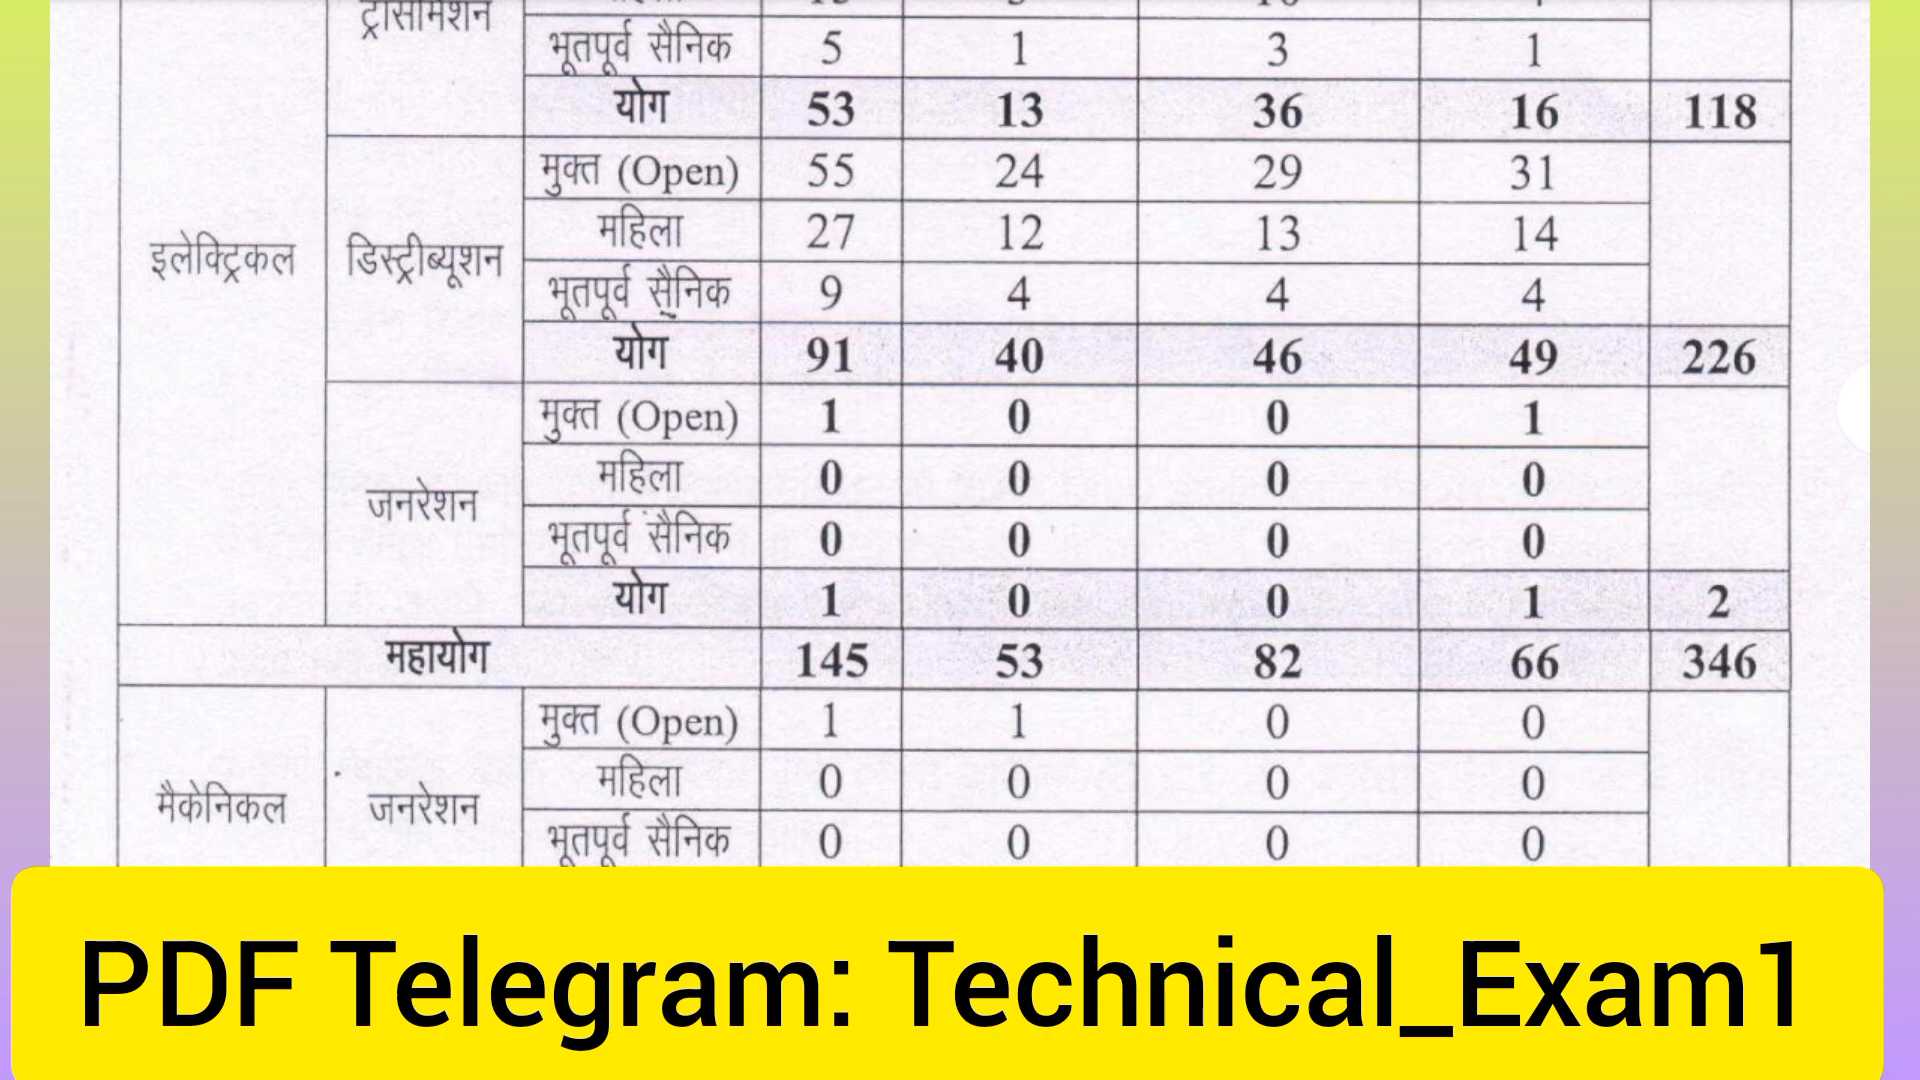 ट्रांसमिशन
भूतपूर्व सैनिक 5 1 3 1
योग 53 13 36 16 118
मुक्त (Open) 55 24 29 31
महिला 27 12 13 14
इलेक्ट्रिकल डिस्ट्रीब्यूशन
भूतपूर्व सैनिक 9 4 4 4
योग 91 40 46 49 226
मुक्त (Open) 1 0 0 1
महिला 0 0 0 0
जनरेशन
भूतपूर्व सैनिक 0 0 0 0
योग 1 0 0 1 2
महायोग 145 53 82 66 346
मुक्त (Open) 1 1 0 0
महिला 0 0 0 0
मैकेनिकल जनरेशन
भूतपूर्व सैनिक 0 0 0 0
PDF Telegram: Technical_Exam1